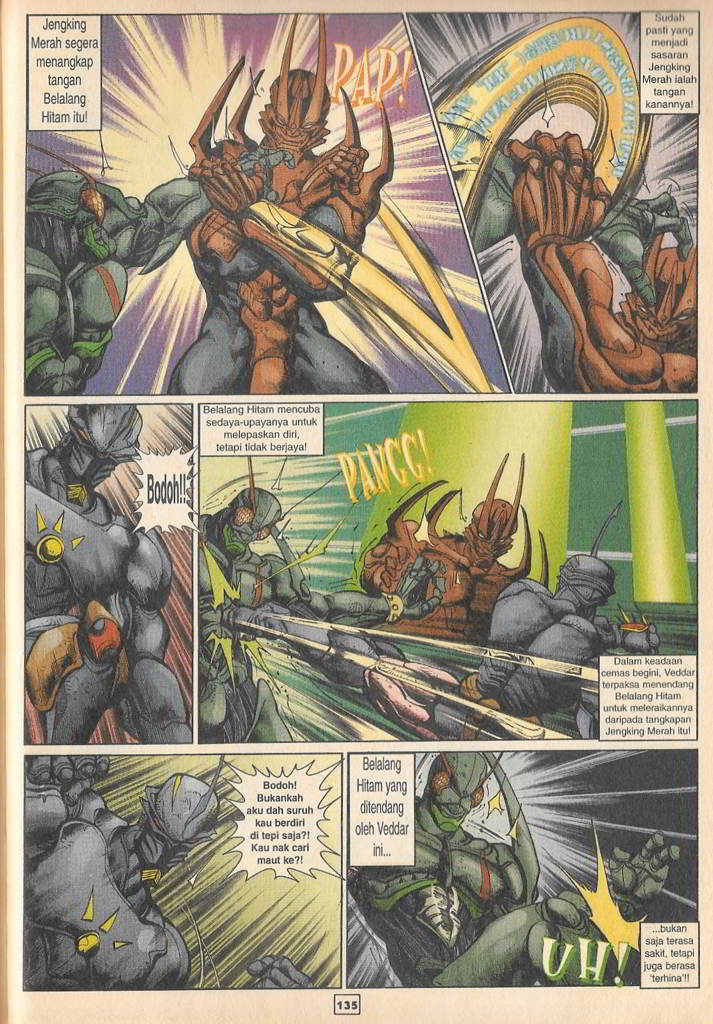 Jengking
Merah segera
menangkap
tangan
Belalang
Hitam itu!
PAP!
Sudah
pasti yang
menjadi
sasaran
Jengking
Merah ialah
tangan
kanannya!
Bodoh!!
Belalang Hitam mencuba
sedaya-upayanya untuk
melepaskan diri,
tetapi tidak berjaya!
PANGG!
Dalam keadaan
cemas begini, Veddar
terpaksa menendang
Belalang Hitam
untuk meleraikannya
daripada tangkapan
Jengking Merah itu!
Bodoh!
Bukankah
aku dah suruh
kau berdiri
di tepi saja?!
Kau nak cari
maut ke?!
Belalang
Hitam yang
ditendang
oleh Veddar
ini...
UH!
...bukan
saja terasa
sakit, tetapi
juga berasa
'terhina'!!
135